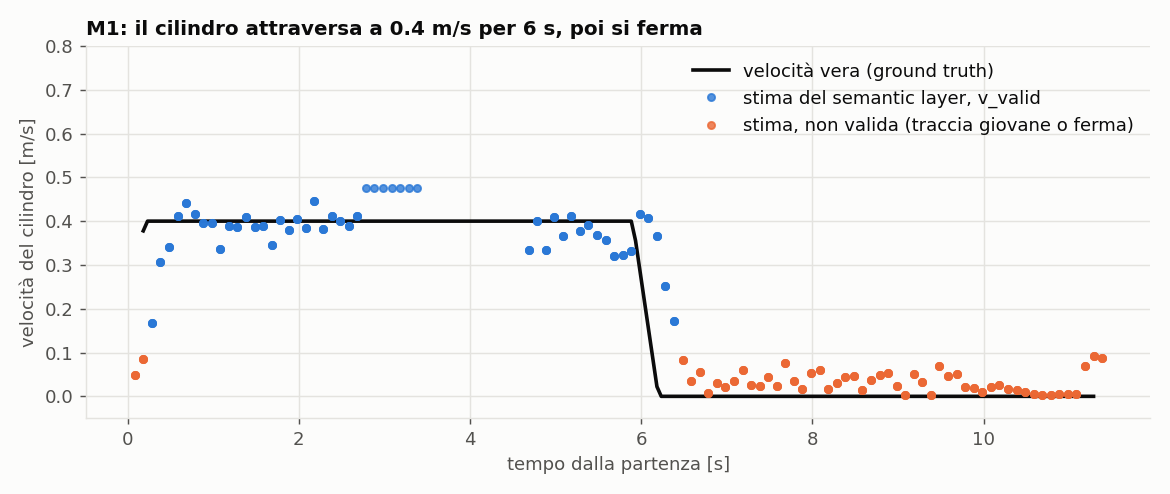 M1: il cilindro attraversa a 0.4 m/s per 6 s, poi si ferma
velocità vera (ground truth)
stima del semantic layer, v_valid
stima, non valida (traccia giovane o ferma)
velocità del cilindro [m/s]
0.8
0.7
0.6
0.5
0.4
0.3
0.2
0.1
0.0
0
2
4
6
8
10
tempo dalla partenza [s]